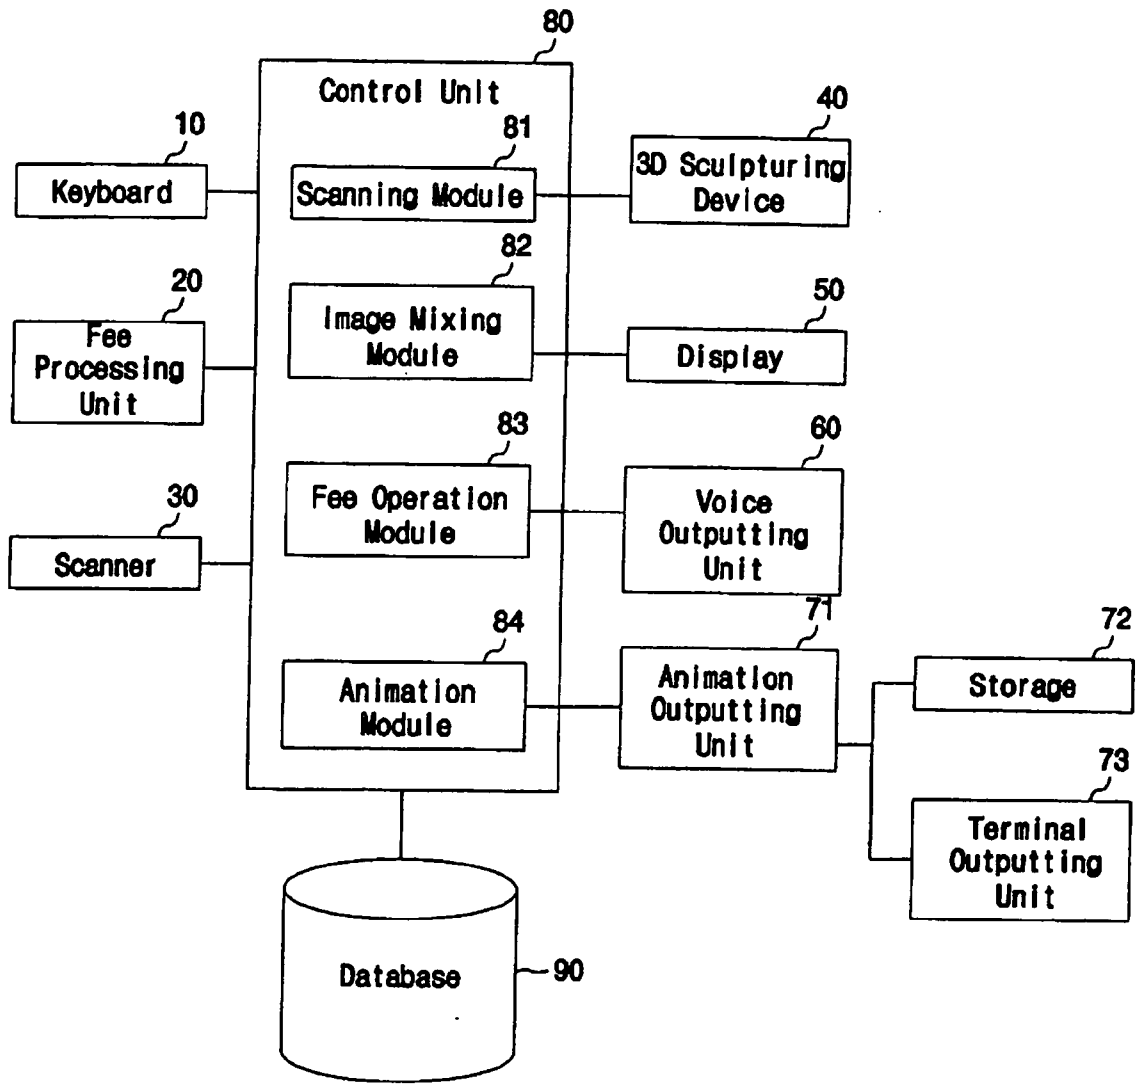 80
Control Unit
10
Keyboard
81
Scanning Module
40
3D Sculpturing
Device
20
Fee
Processing
Unit
82
Image Mixing
Module
50
Display
30
Scanner
83
Fee Operation
Module
60
Voice
Outputting
Unit
84
Animation
Module
71
Animation
Outputting
Unit
72
Storage
73
Terminal
Outputting
Unit
Database
90